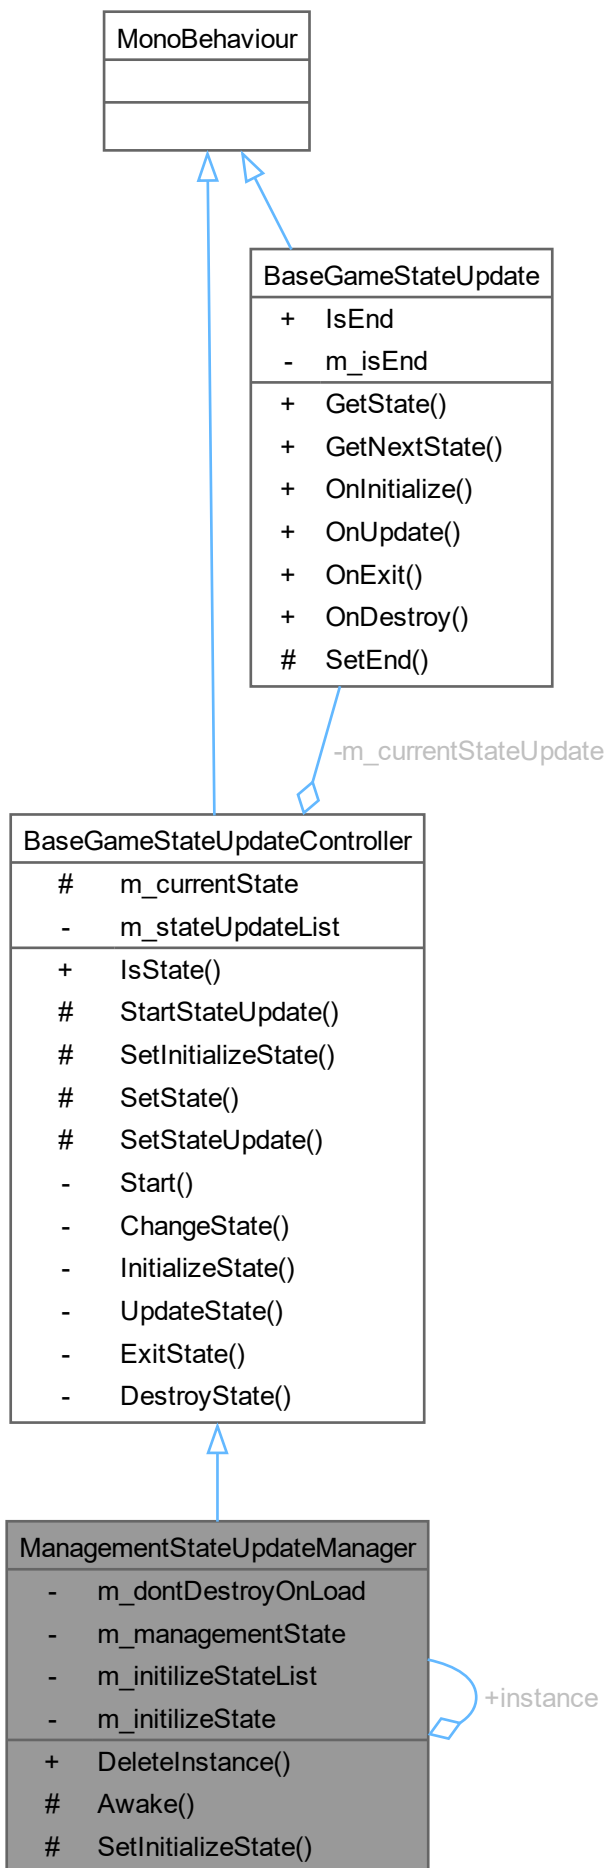 MonoBehaviour
BaseGameStateUpdate
+ IsEnd
- m_isEnd
+ GetState()
+ GetNextState()
+ OnInitialize()
+ OnUpdate()
+ OnExit()
+ OnDestroy()
# SetEnd()
-m_currentStateUpdate
BaseGameStateUpdateController
# m_currentState
- m_stateUpdateList
+ IsState()
# StartStateUpdate()
# SetInitializeState()
# SetState()
# SetStateUpdate()
- Start()
- ChangeState()
- InitializeState()
- UpdateState()
- ExitState()
- DestroyState()
ManagementStateUpdateManager
- m_dontDestroyOnLoad
- m_managementState
- m_initilizeStateList
- m_initilizeState
+instance
+ DeleteInstance()
# Awake()
# SetInitializeState()